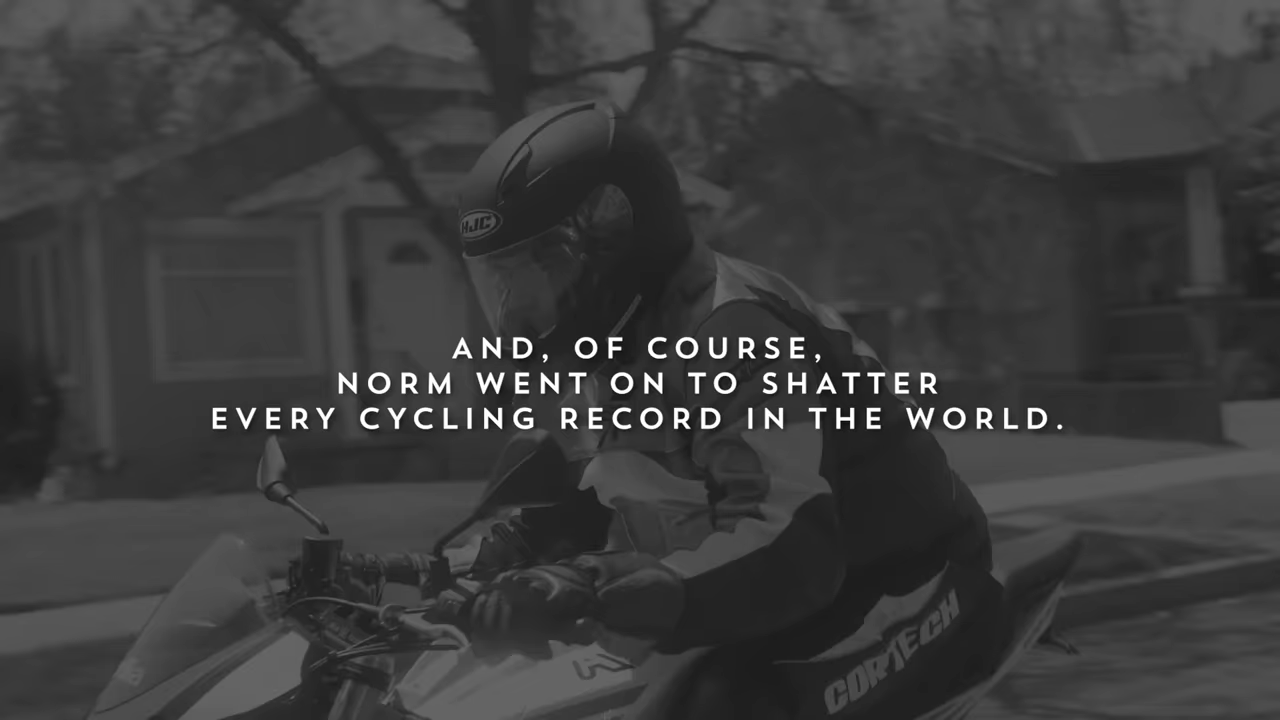 HJC
AND, OF COURSE,
NORM WENT ON TO SHATTER
EVERY CYCLING RECORD IN THE WORLD.
CORTECH